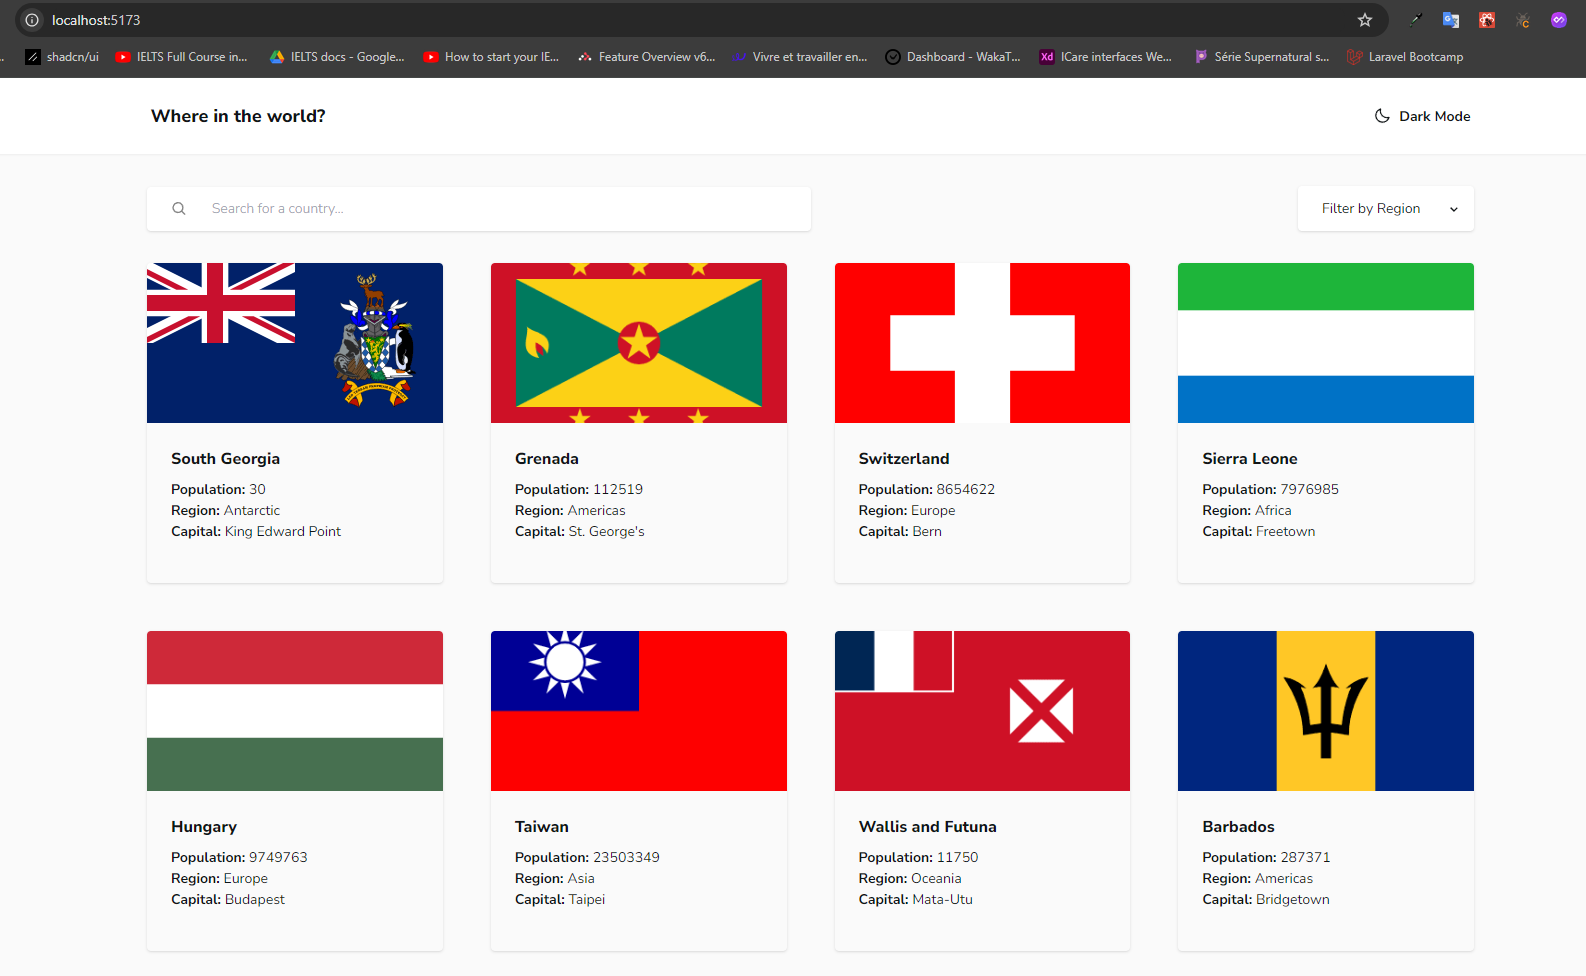 localhost:5173
shadcn/ui
IELTS Full Course in...
IELTS docs - Google...
How to start your IE...
Feature Overview v6...
Vivre et travailler en...
Dashboard - WakaT...
Xd
ICare interfaces We...
Série Supernatural s...
Laravel Bootcamp
Where in the world?
Dark Mode
Search for a country...
Filter by Region
South Georgia
Population: 30
Region: Antarctic
Capital: King Edward Point
Grenada
Population: 112519
Region: Americas
Capital: St. George's
Switzerland
Population: 8654622
Region: Europe
Capital: Bern
Sierra Leone
Population: 7976985
Region: Africa
Capital: Freetown
Hungary
Population: 9749763
Region: Europe
Capital: Budapest
Taiwan
Population: 23503349
Region: Asia
Capital: Taipei
Wallis and Futuna
Population: 11750
Region: Oceania
Capital: Mata-Utu
Barbados
Population: 287371
Region: Americas
Capital: Bridgetown